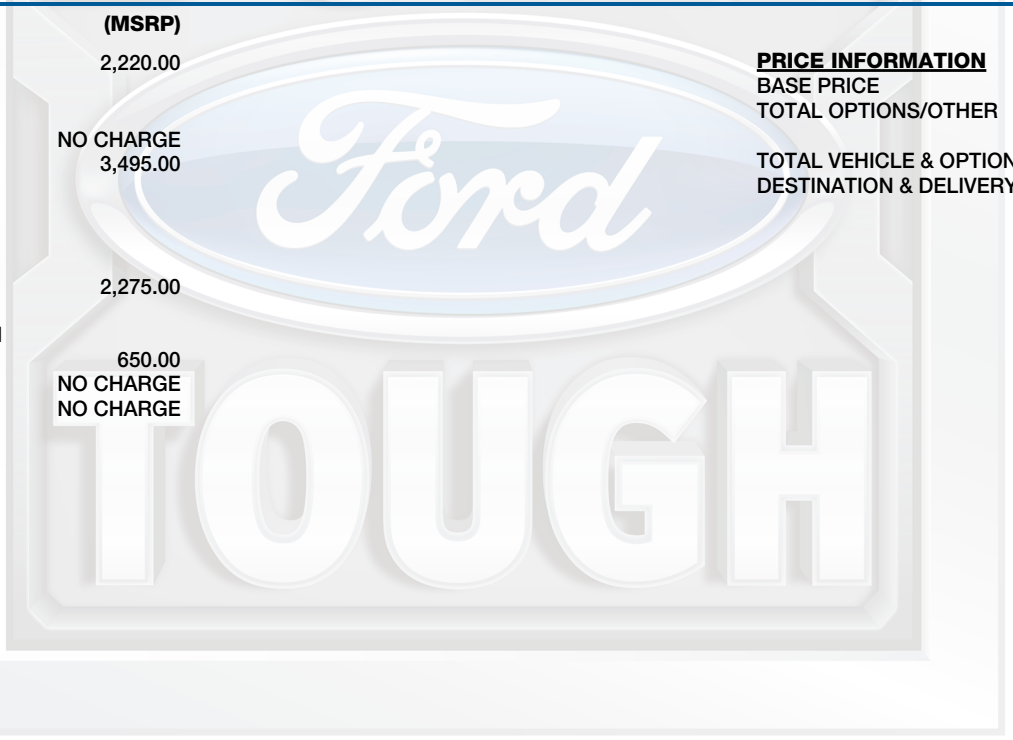 (MSRP)
2,220.00
NO CHARGE
3,495.00
2,275.00
650.00
NO CHARGE
NO CHARGE
PRICE INFORMATION
BASE PRICE
TOTAL OPTIONS/OTHER
TOTAL VEHICLE & OPTION
DESTINATION & DELIVERY
Ford
TOUGH